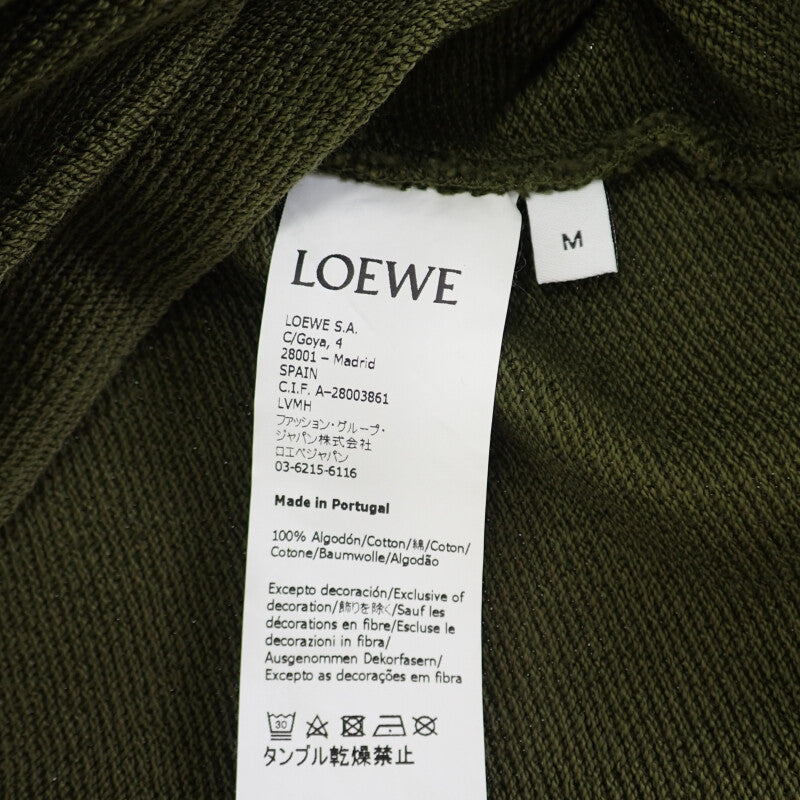 LOEWE
M
LOEWE S.A.
C/Goya, 4
28001 – Madrid
SPAIN
C.I.F. A–28003861
LVMH
ファッション・グループ・
ジャパン株式会社
ロエベジャパン
03-6215-6116
Made in Portugal
100% Algodón/Cotton/綿/Coton/
Cotone/Baumwolle/Algodão
Excepto decoración/Exclusive of
decoration/飾りを除く/Sauf les
décorations en fibre/Escluse le
decorazioni in fibra/
Ausgenommen Dekorfasern/
Excepto as decorações em fibra
30
タンブル乾燥禁止